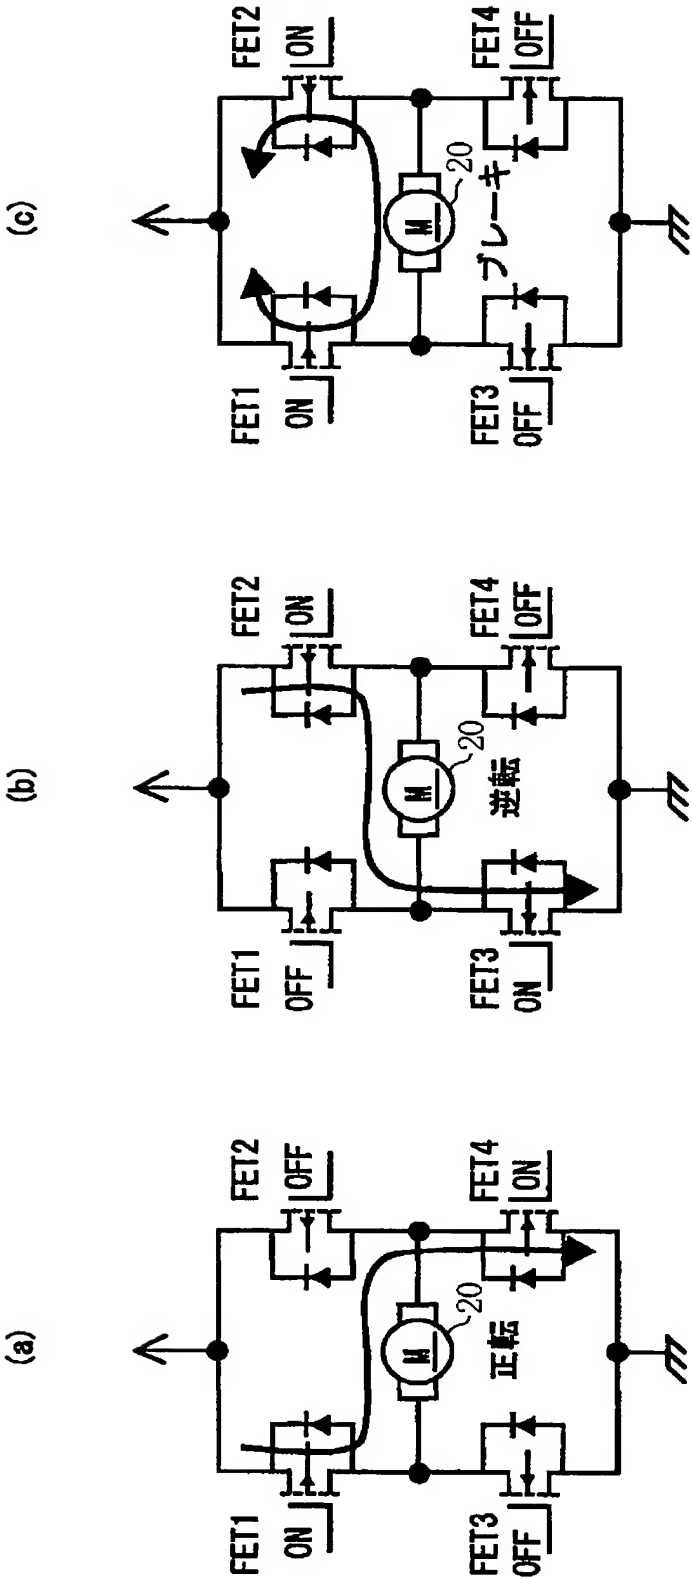 (a)
FET1
ON
FET2
OFF
M
20
正転
FET3
OFF
FET4
ON
(b)
FET1
OFF
FET2
ON
M
20
逆転
FET3
ON
FET4
OFF
(c)
FET1
ON
FET2
ON
M
20
ブレーキ
FET3
OFF
FET4
OFF